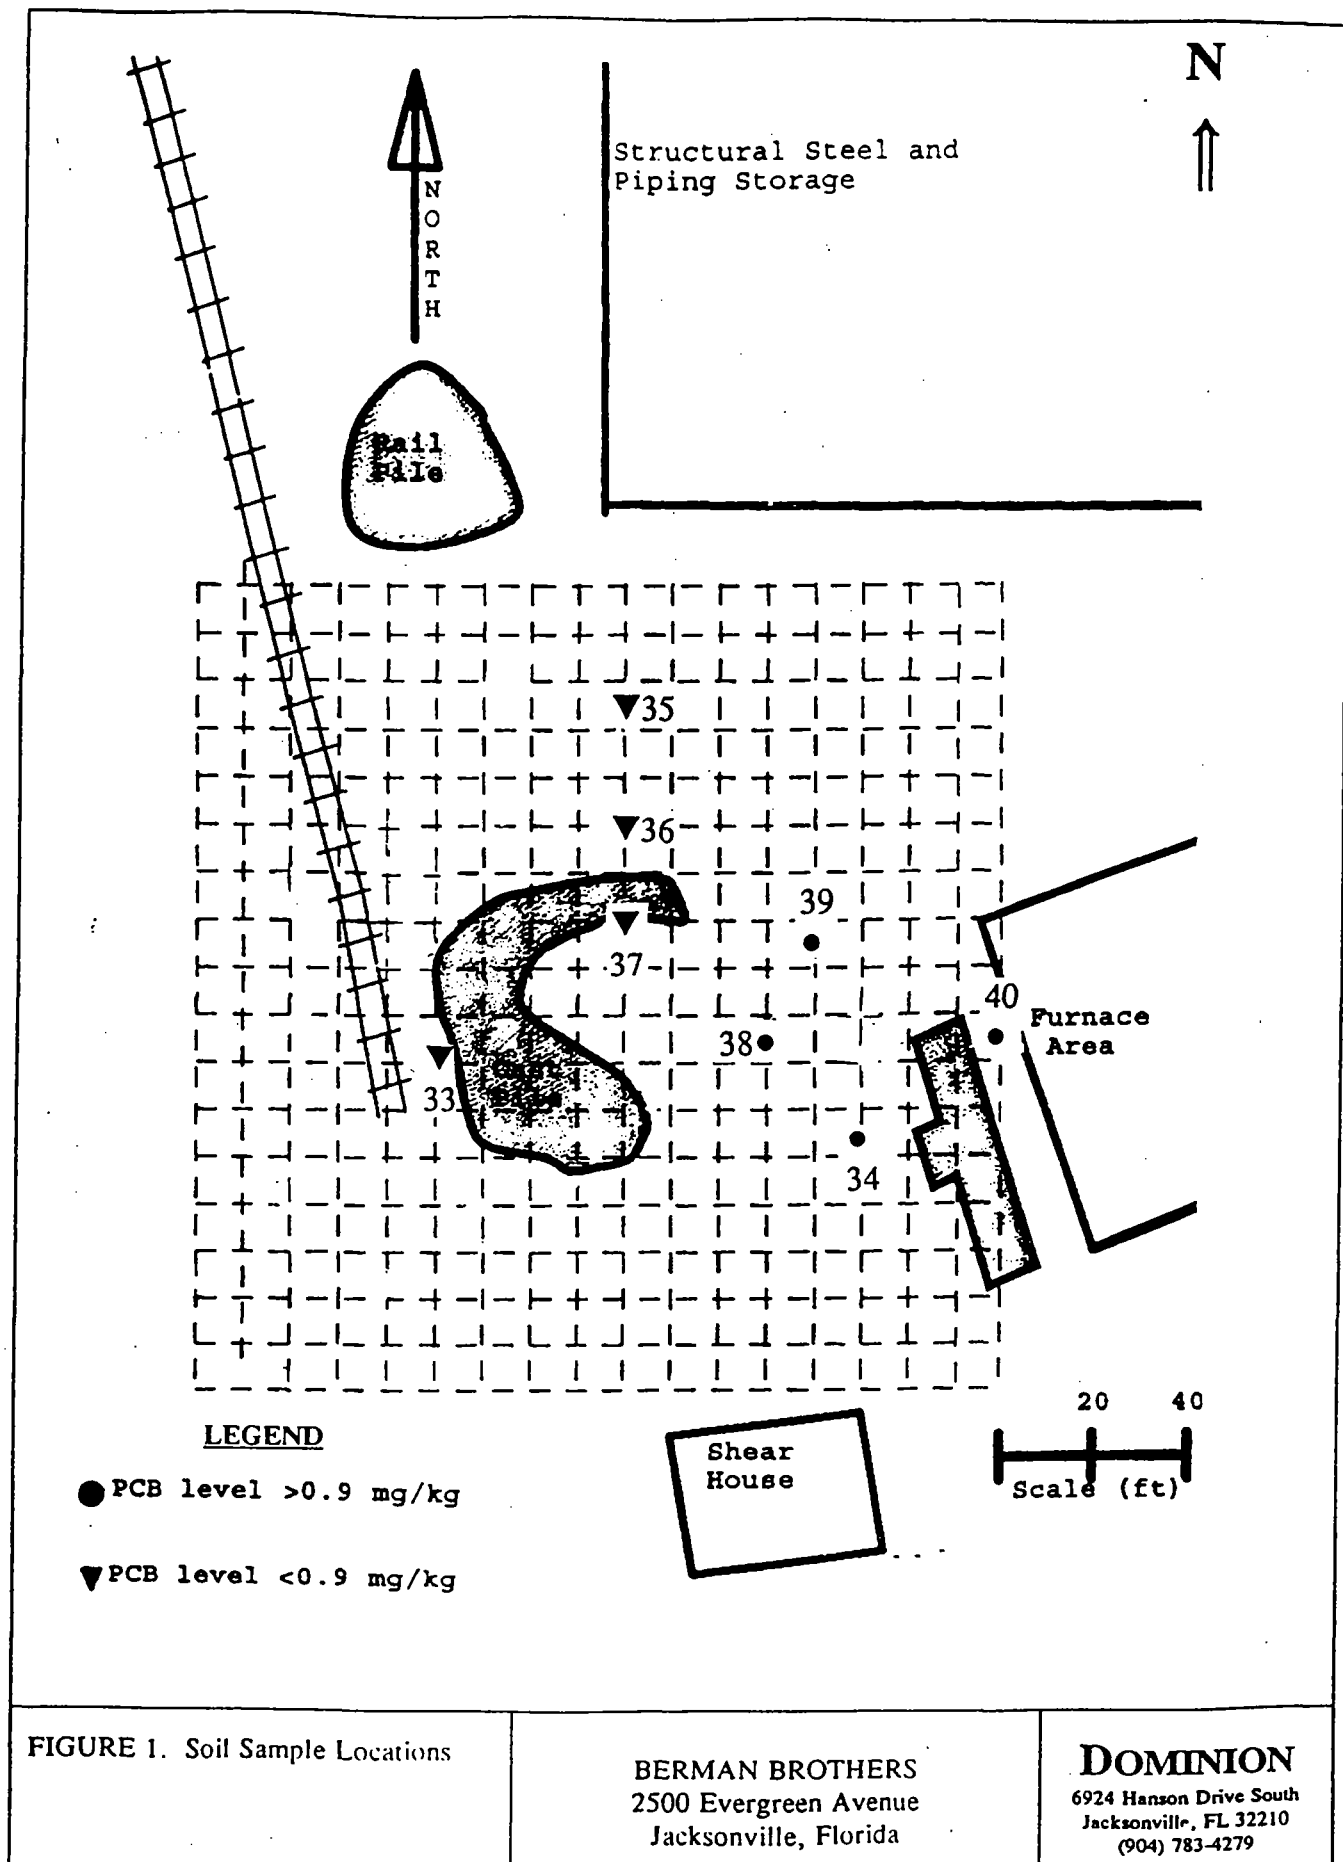 N
Structural Steel and
Piping Storage
NORTH
Rail
Pile
35
36
39
37
40
Furnace
Area
38
Cast
33
34
20 40
Scale (ft)
LEGEND
PCB level >0.9 mg/kg
PCB level <0.9 mg/kg
Shear
House
FIGURE 1. Soil Sample Locations
BERMAN BROTHERS
2500 Evergreen Avenue
Jacksonville, Florida
DOMINION
6924 Hanson Drive South
Jacksonville, FL 32210
(904) 783-4279